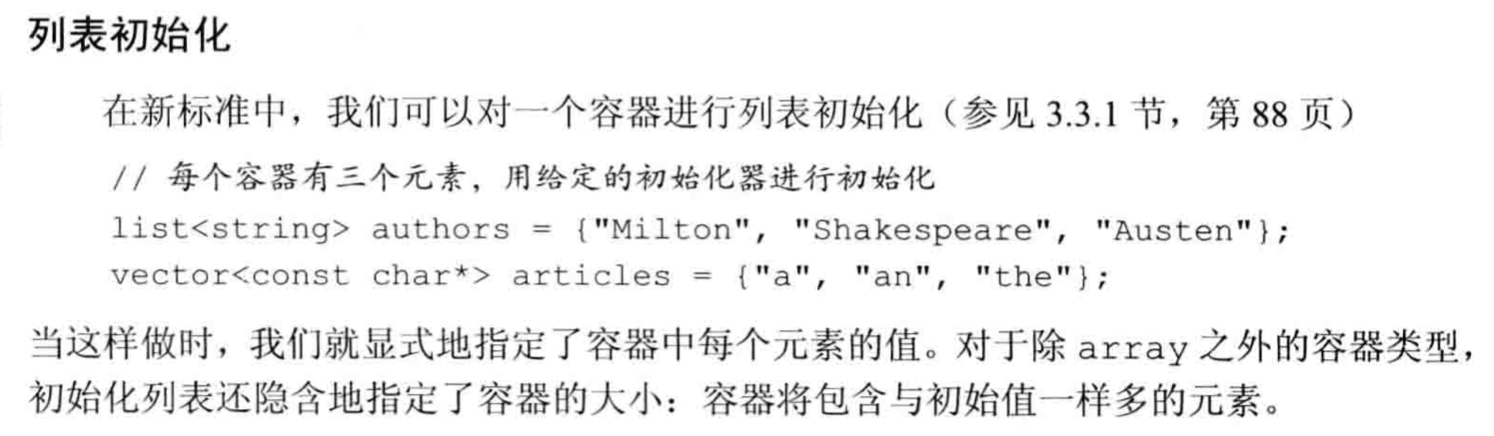 列表初始化
在新标准中，我们可以对一个容器进行列表初始化（参见 3.3.1 节，第 88 页）
// 每个容器有三个元素，用给定的初始化器进行初始化
list<string> authors = {"Milton", "Shakespeare", "Austen"};
vector<const char*> articles = {"a", "an", "the"};
当这样做时，我们就显式地指定了容器中每个元素的值。对于除 array 之外的容器类型，
初始化列表还隐含地指定了容器的大小：容器将包含与初始值一样多的元素。